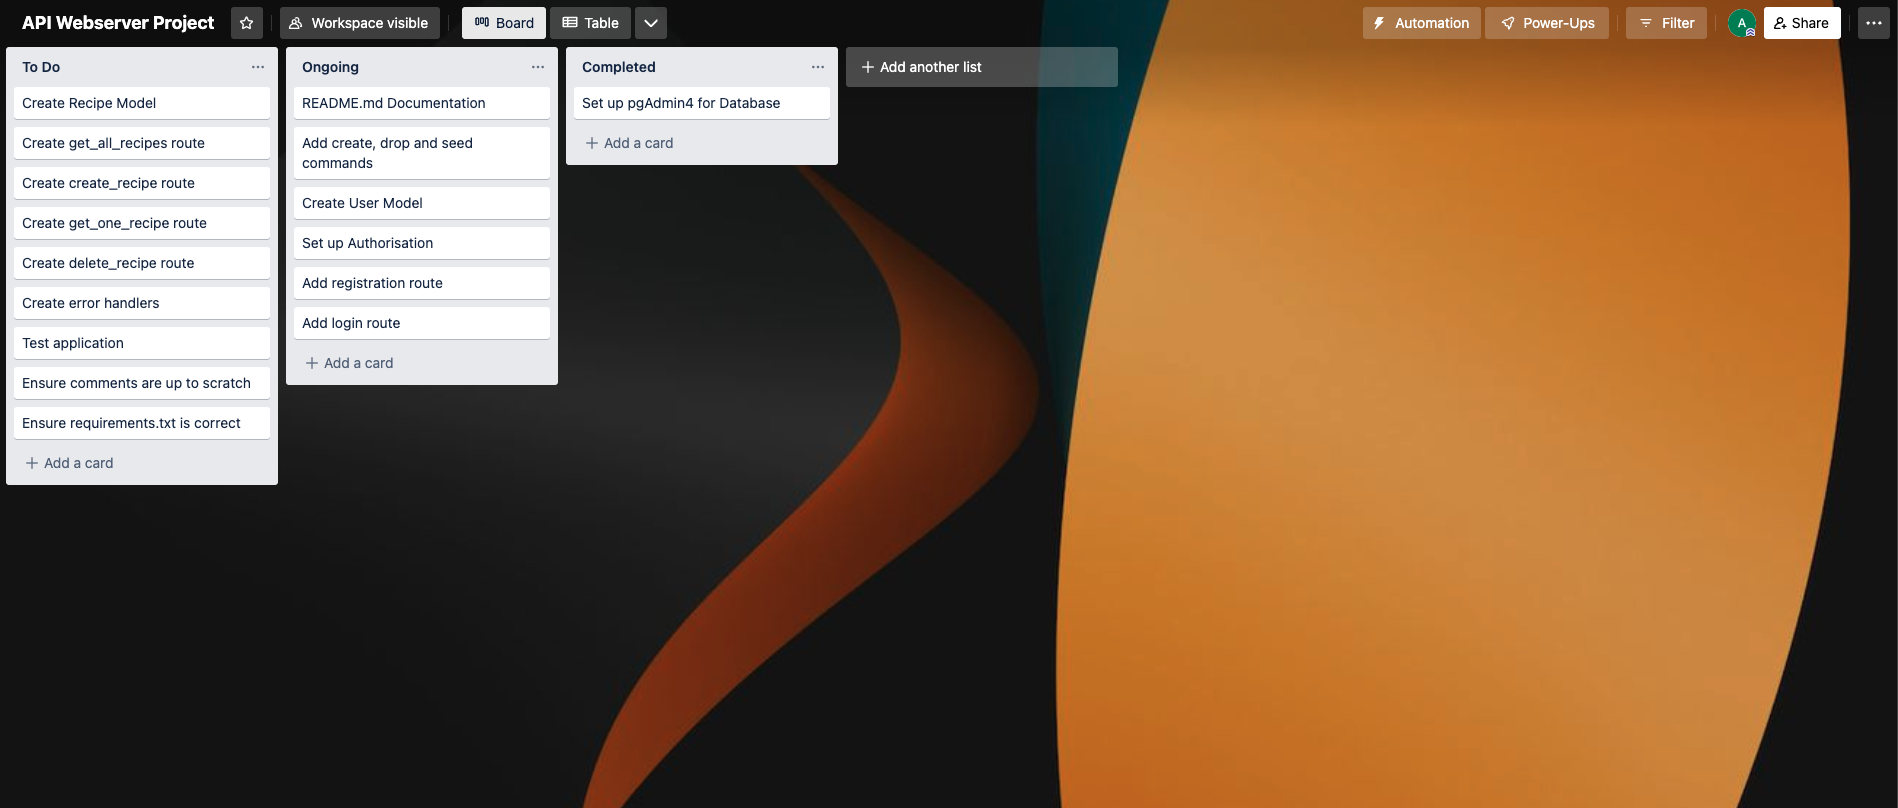 API Webserver Project
Workspace visible
Board
Table
Automation
Power-Ups
Filter
A
Share
To Do
Create Recipe Model
Create get_all_recipes route
Create create_recipe route
Create get_one_recipe route
Create delete_recipe route
Create error handlers
Test application
Ensure comments are up to scratch
Ensure requirements.txt is correct
Add a card
Ongoing
README.md Documentation
Add create, drop and seed
commands
Create User Model
Set up Authorisation
Add registration route
Add login route
Add a card
Completed
Set up pgAdmin4 for Database
Add a card
Add another list